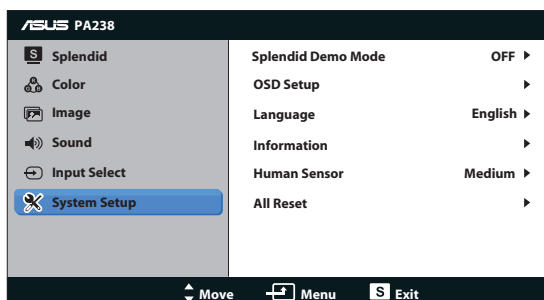 ASUS PA238
S Splendid
Color
Image
Sound
Input Select
System Setup
Splendid Demo Mode OFF
OSD Setup
Language English
Information
Human Sensor Medium
All Reset
Move Menu S Exit